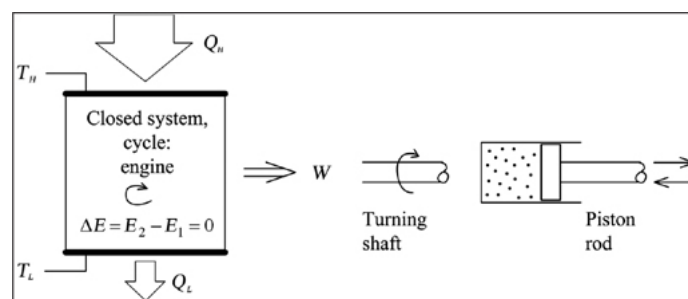 Q_H
T_H
Closed system,
cycle:
engine
ΔE = E_2 − E_1 = 0
W
Turning
shaft
Piston
rod
T_L
Q_L